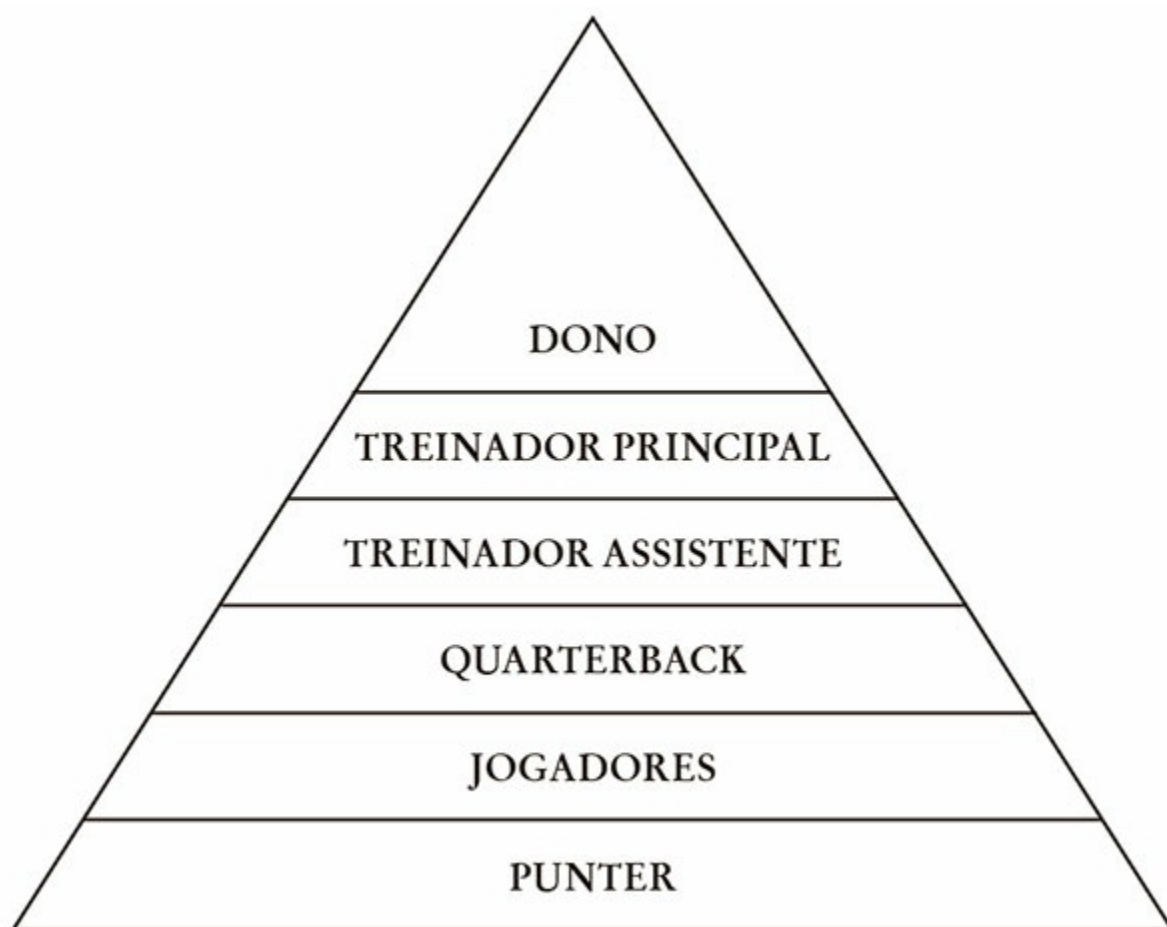 DONO
TREINADOR PRINCIPAL
TREINADOR ASSISTENTE
QUARTERBACK
JOGADORES
PUNTER